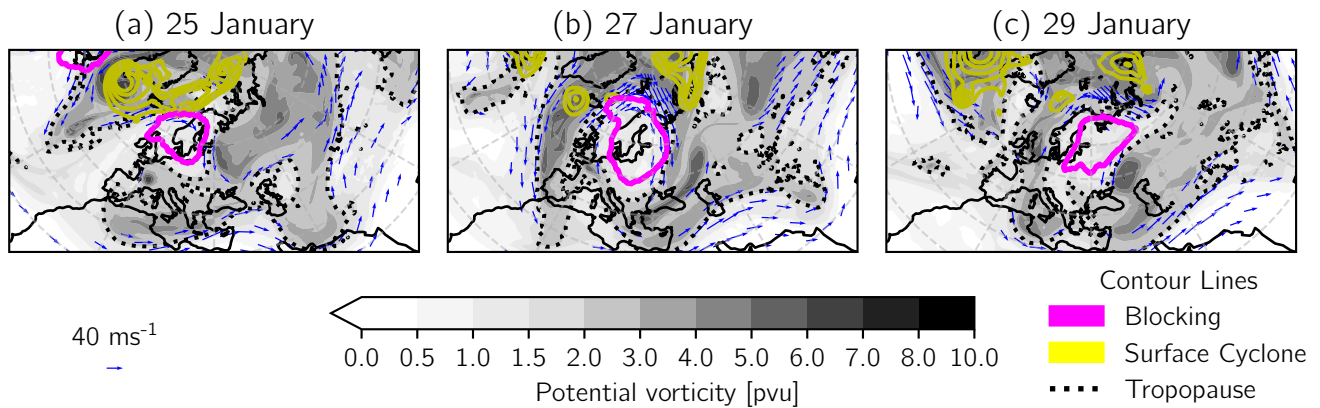 (a) 25 January
(b) 27 January
(c) 29 January
40 ms-1
0.0 0.5 1.0 1.5 2.0 3.0 4.0 5.0 6.0 7.0 8.0 10.0
Potential vorticity [pvu]
Contour Lines
Blocking
Surface Cyclone
Tropopause